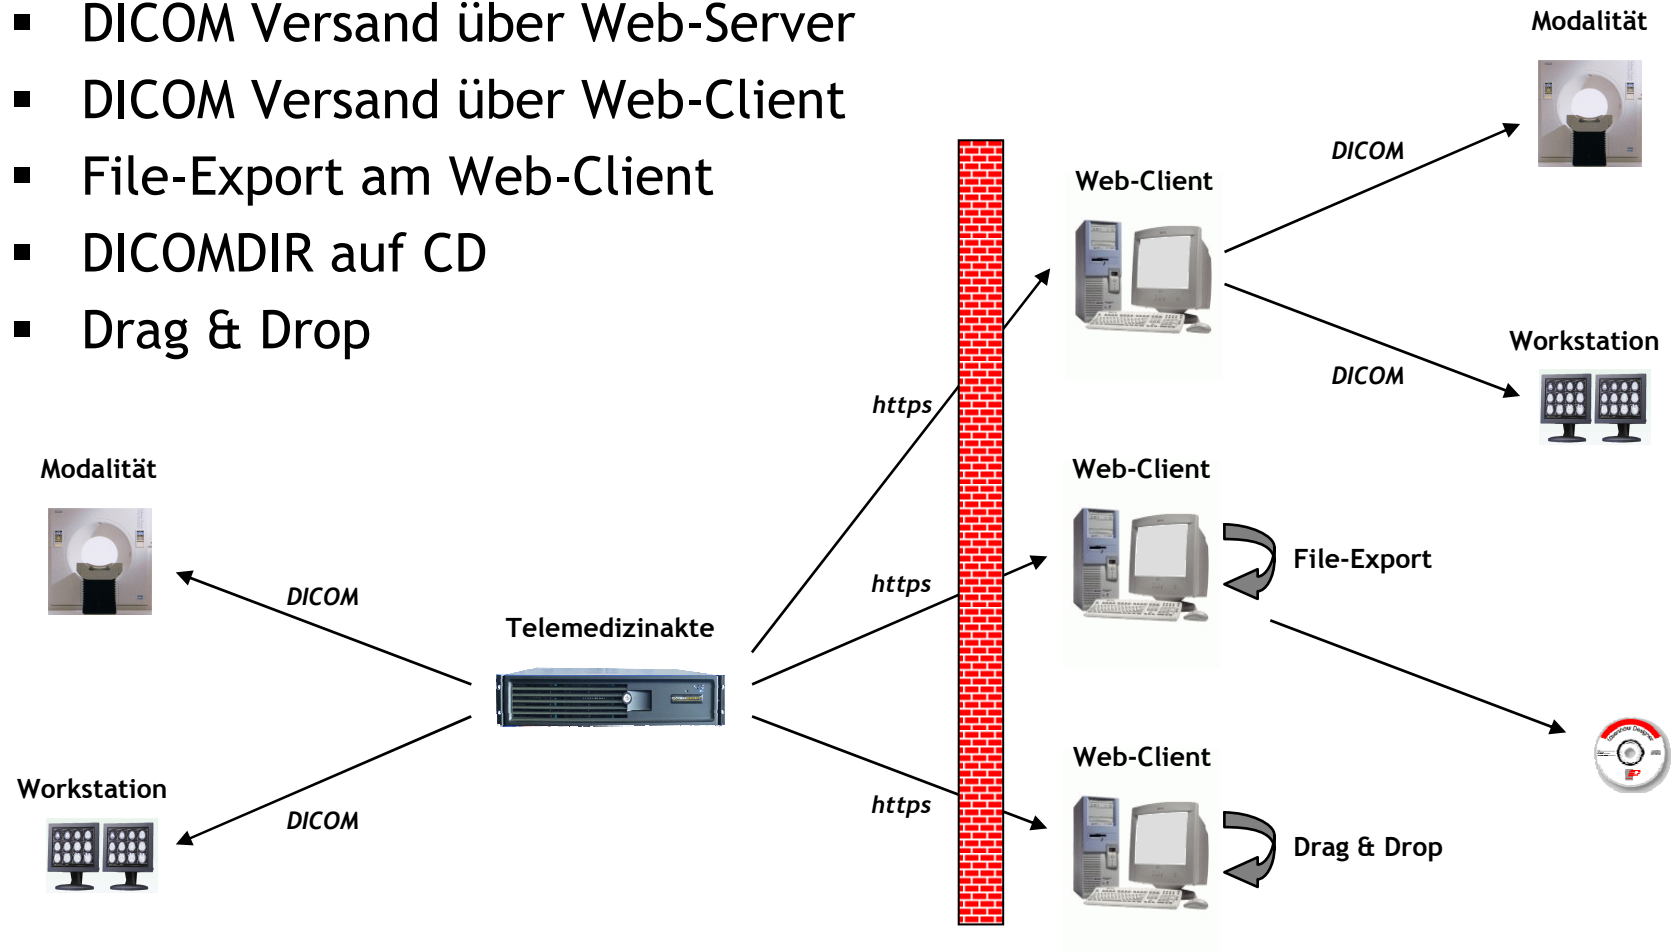 ▪ DICOM Versand über Web-Server
▪ DICOM Versand über Web-Client
▪ File-Export am Web-Client
▪ DICOMDIR auf CD
▪ Drag & Drop
Modalität
DICOM
Web-Client
Workstation
DICOM
https
Modalität
Web-Client
File-Export
https
DICOM
Telemedizinakte
Web-Client
Workstation
https
DICOM
Drag & Drop